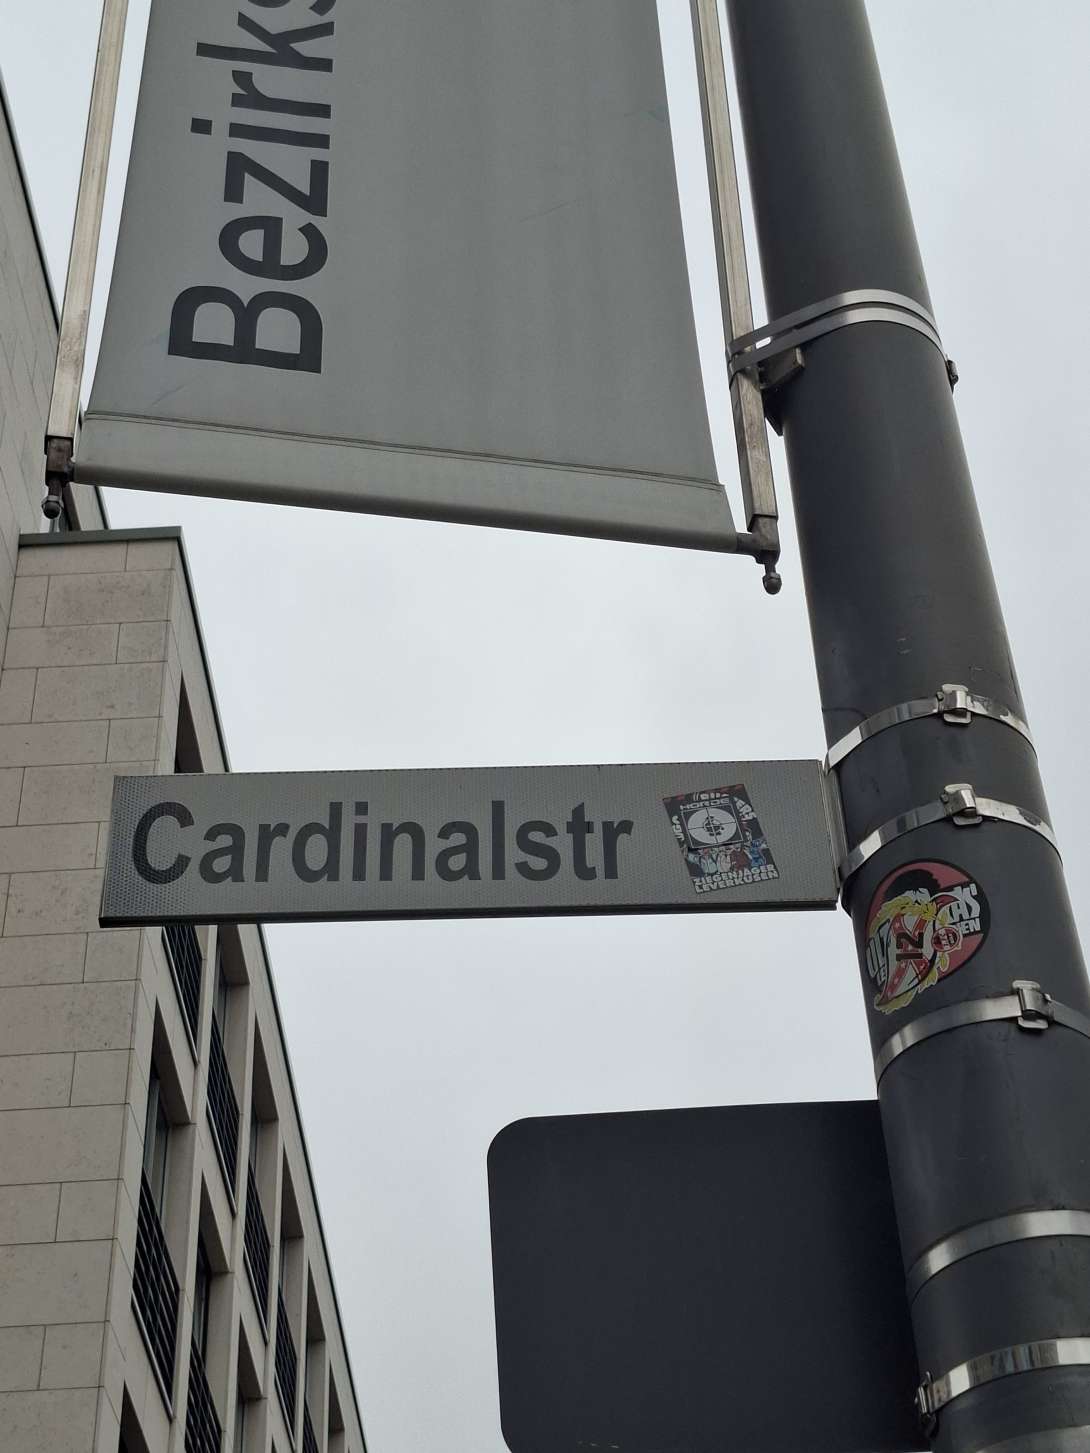 Bezirks
Cardinalstr
HORDE
ZIEGENJÄGER
LEVERKUSEN
12